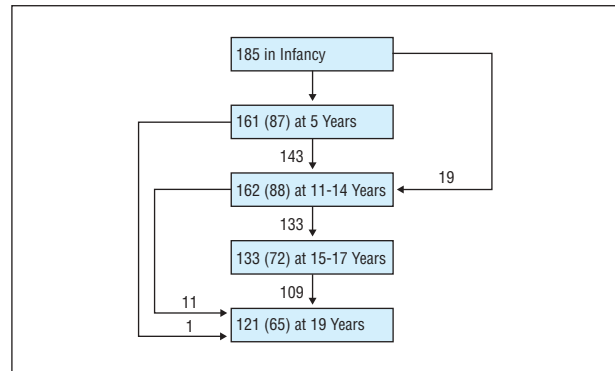 185 in Infancy
161 (87) at 5 Years
143
162 (88) at 11-14 Years
19
133
133 (72) at 15-17 Years
109
11
121 (65) at 19 Years
1